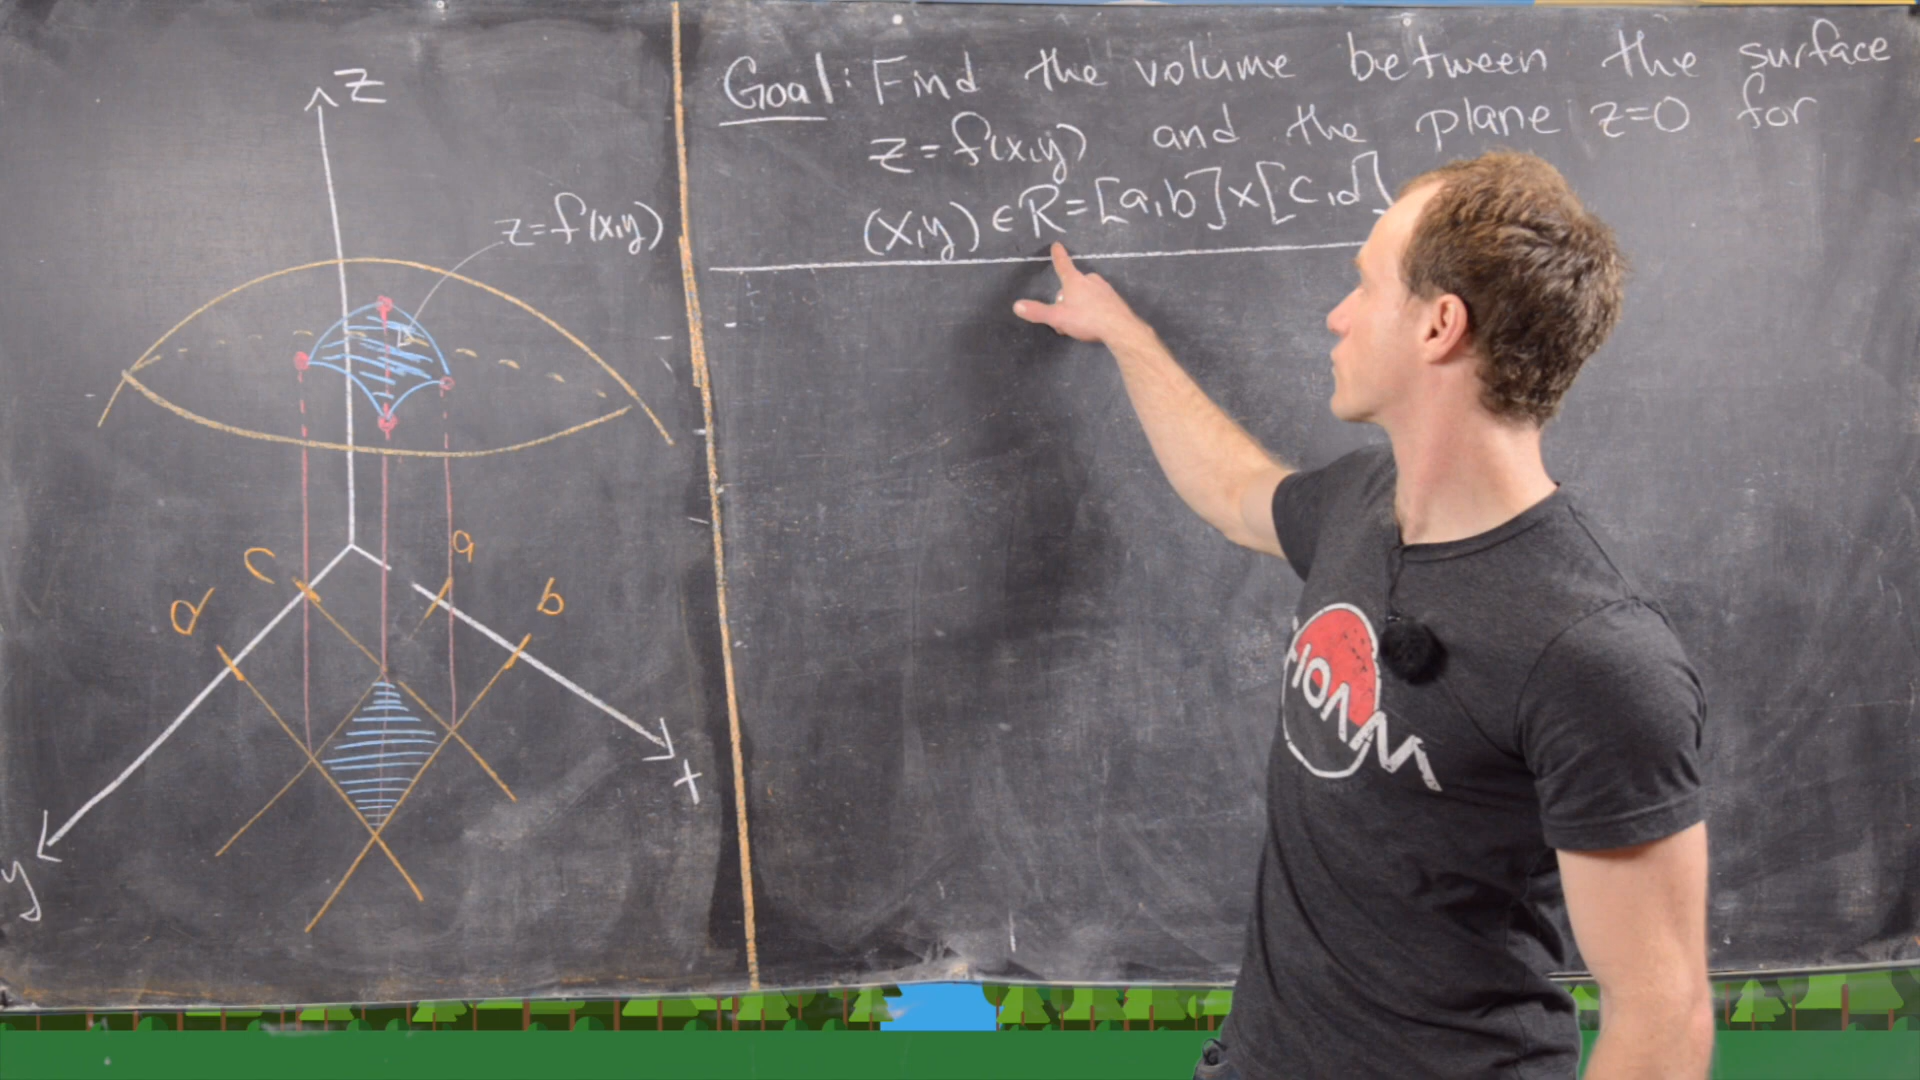 Goal: Find the volume between the surface
z=f(x,y) and the plane z=0 for
(x,y) ∈ R=[a,b]×[c,d]
z
z=f(x,y)
c
a
d
b
x
y